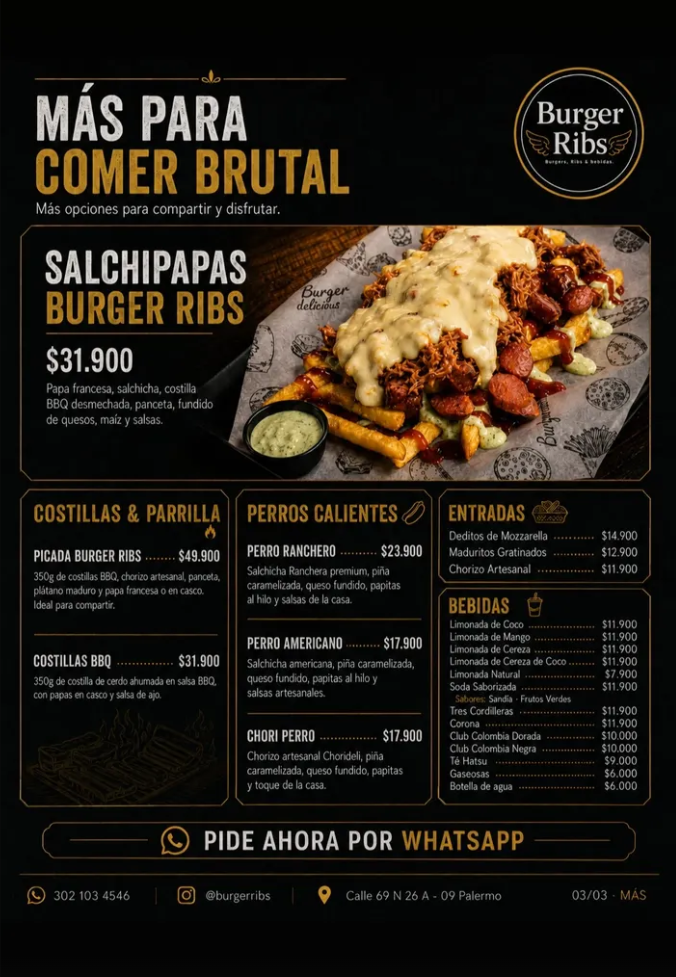 MÁS PARA
COMER BRUTAL
Más opciones para compartir y disfrutar.
Burger
Ribs
Burgers, Ribs & bebidas.
SALCHIPAPAS
BURGER RIBS
$31.900
Papa francesa, salchicha, costilla
BBQ desmechada, panceta, fundido
de quesos, maíz y salsas.
Burger
delicious
COSTILLAS & PARRILLA
PICADA BURGER RIBS ........ $49.900
350g de costillas BBQ, chorizo artesanal, panceta,
plátano maduro y papa francesa o en casco.
Ideal para compartir.
COSTILLAS BBQ .................. $31.900
350g de costilla de cerdo ahumada en salsa BBQ,
con papas en casco y salsa de ajo.
PERROS CALIENTES
PERRO RANCHERO ........... $23.900
Salchicha Ranchera premium, piña
caramelizada, queso fundido, papitas
al hilo y salsas de la casa.
PERRO AMERICANO ........... $17.900
Salchicha americana, piña caramelizada,
queso fundido, papitas al hilo y
salsas artesanales.
CHORI PERRO .................. $17.900
Chorizo artesanal Chorideli, piña
caramelizada, queso fundido, papitas
y toque de la casa.
ENTRADAS
Deditos de Mozzarella ............ $14.900
Maduritos Gratinados ............ $12.900
Chorizo Artesanal ............ $11.900
BEBIDAS
Limonada de Coco ............ $11.900
Limonada de Mango ............ $11.900
Limonada de Cereza ............ $11.900
Limonada de Cereza de Coco ....... $11.900
Limonada Natural ............ $7.900
Soda Saborizada ............ $11.900
Sabores: Sandía · Frutos Verdes
Tres Cordilleras ............ $11.900
Corona ............ $11.900
Club Colombia Dorada ............ $10.000
Club Colombia Negra ............ $10.000
Té Hatsu ............ $9.000
Gaseosas ............ $6.000
Botella de agua ............ $6.000
PIDE AHORA POR WHATSAPP
302 103 4546
@burgerribs
Calle 69 N 26 A - 09 Palermo
03/03 · MÁS